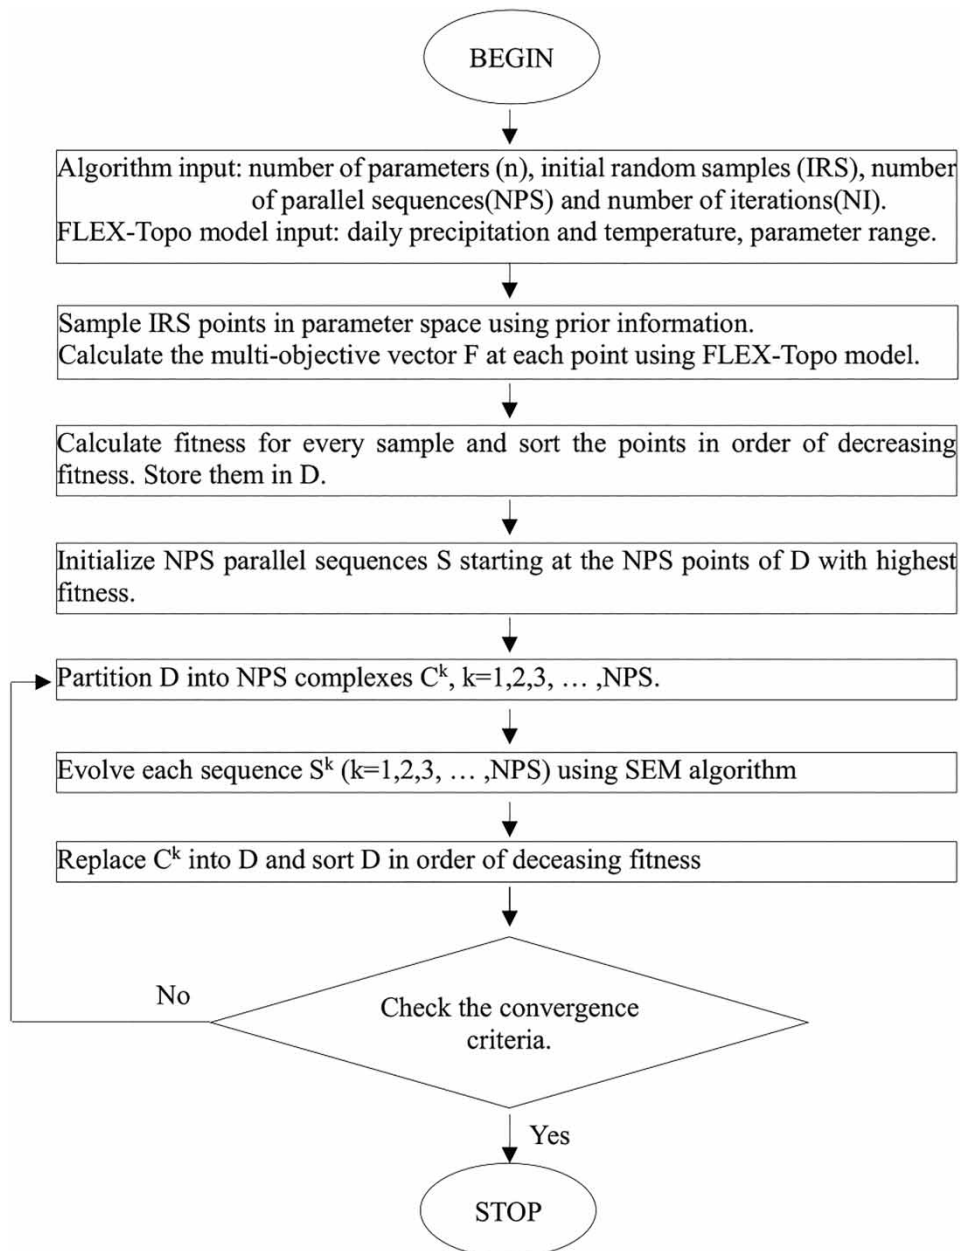 BEGIN
Algorithm input: number of parameters (n), initial random samples (IRS), number
of parallel sequences(NPS) and number of iterations(NI).
FLEX-Topo model input: daily precipitation and temperature, parameter range.
Sample IRS points in parameter space using prior information.
Calculate the multi-objective vector F at each point using FLEX-Topo model.
Calculate fitness for every sample and sort the points in order of decreasing
fitness. Store them in D.
Initialize NPS parallel sequences S starting at the NPS points of D with highest
fitness.
Partition D into NPS complexes Cᵏ, k=1,2,3, … ,NPS.
Evolve each sequence Sᵏ (k=1,2,3, … ,NPS) using SEM algorithm
Replace Cᵏ into D and sort D in order of deceasing fitness
No
Check the convergence
criteria.
Yes
STOP